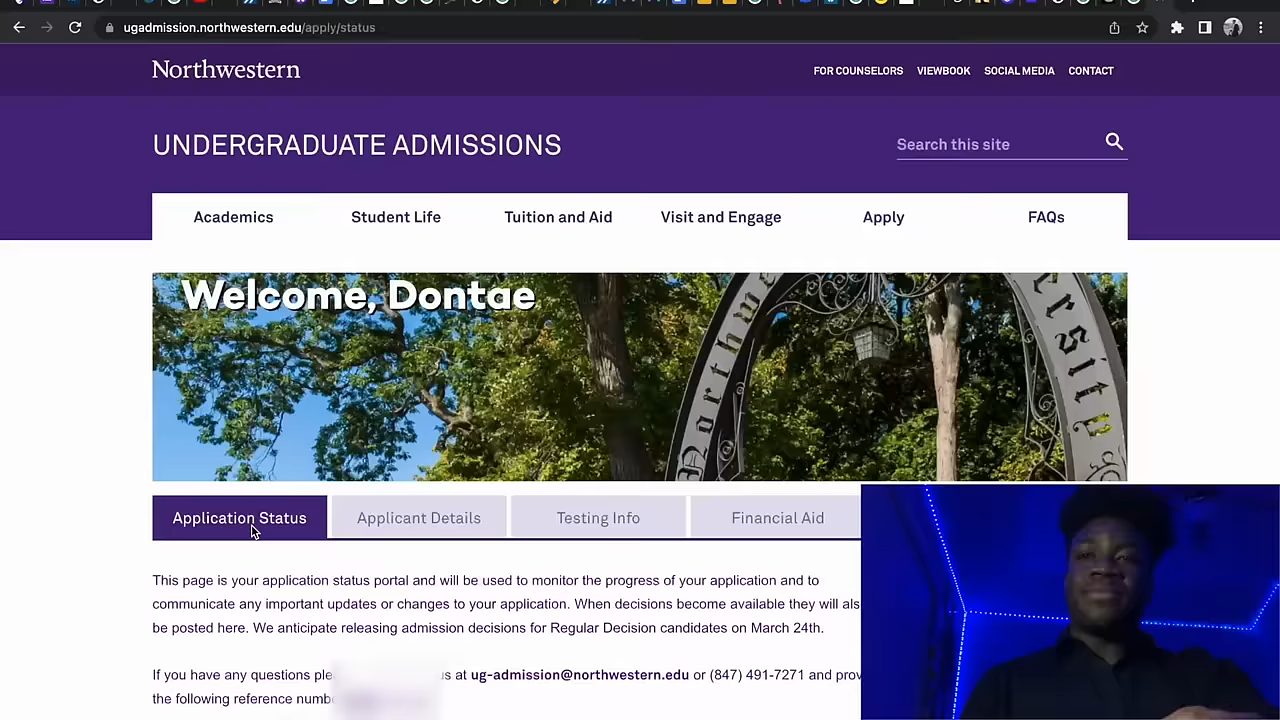 ugadmission.northwestern.edu/apply/status
Northwestern
FOR COUNSELORS VIEWBOOK SOCIAL MEDIA CONTACT
UNDERGRADUATE ADMISSIONS
Search this site
Academics Student Life Tuition and Aid Visit and Engage Apply FAQs
Welcome, Dontae
Northwe
ersity
Application Status Applicant Details Testing Info Financial Aid
This page is your application status portal and will be used to monitor the progress of your application and to
communicate any important updates or changes to your application. When decisions become available they will als
be posted here. We anticipate releasing admission decisions for Regular Decision candidates on March 24th.
If you have any questions ple us at ug-admission@northwestern.edu or (847) 491-7271 and prov
the following reference numb